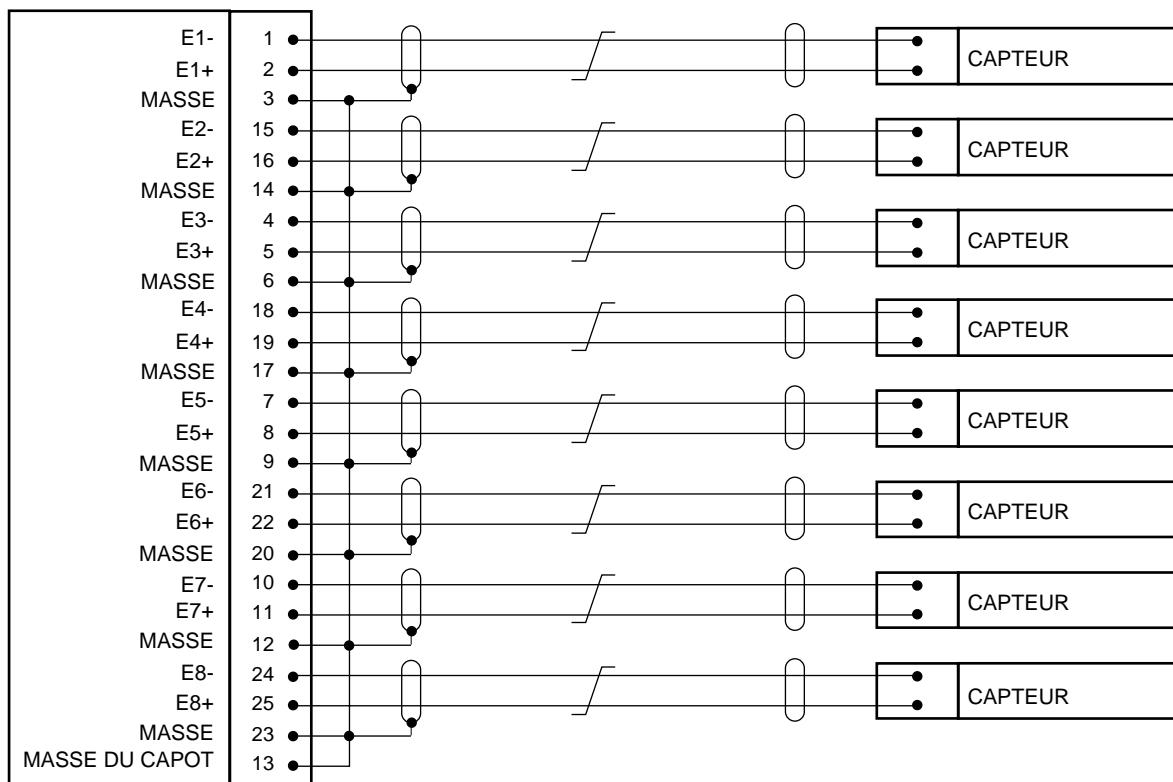 E1- 1
CAPTEUR
E1+ 2
MASSE 3
E2- 15
CAPTEUR
E2+ 16
MASSE 14
E3- 4
CAPTEUR
E3+ 5
MASSE 6
E4- 18
CAPTEUR
E4+ 19
MASSE 17
E5- 7
CAPTEUR
E5+ 8
MASSE 9
E6- 21
CAPTEUR
E6+ 22
MASSE 20
E7- 10
CAPTEUR
E7+ 11
MASSE 12
E8- 24
CAPTEUR
E8+ 25
MASSE 23
MASSE DU CAPOT 13